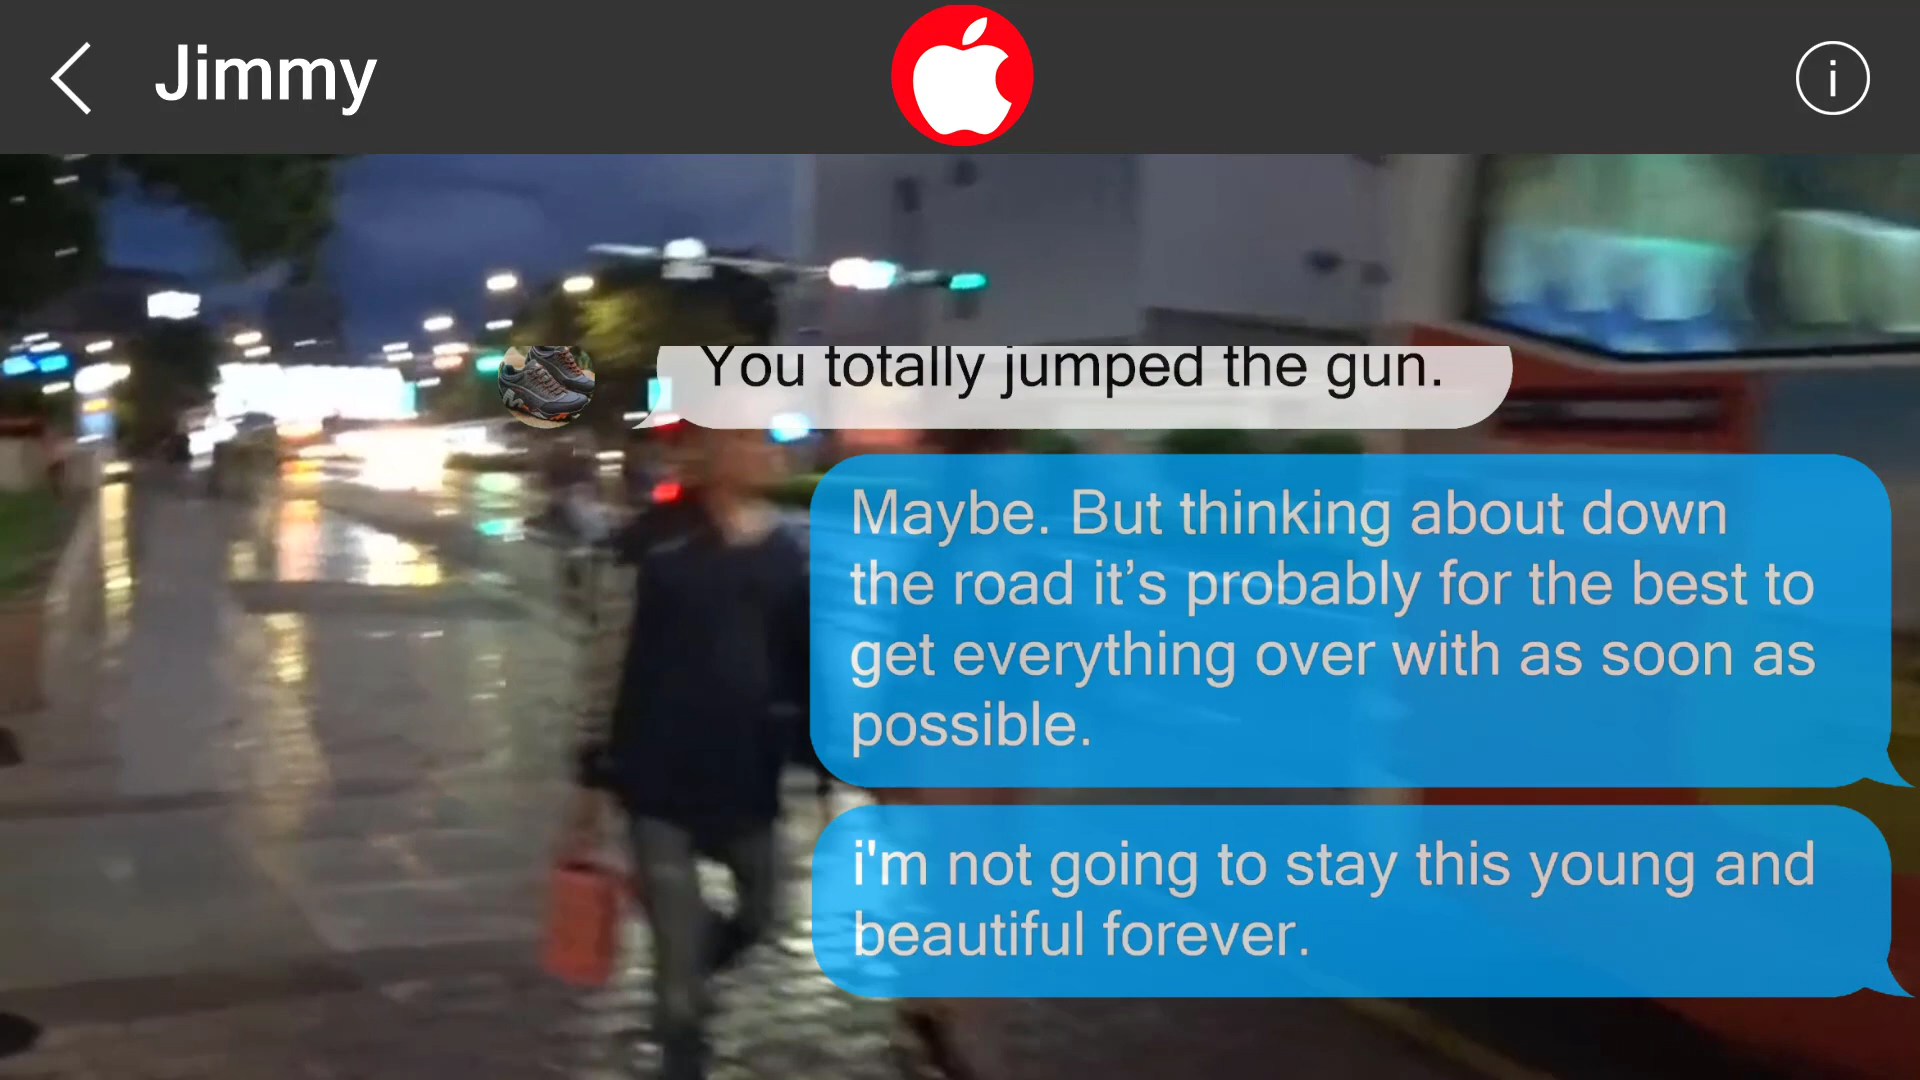 Jimmy
i
You totally jumped the gun.
Maybe. But thinking about down
the road it’s probably for the best to
get everything over with as soon as
possible.
i'm not going to stay this young and
beautiful forever.